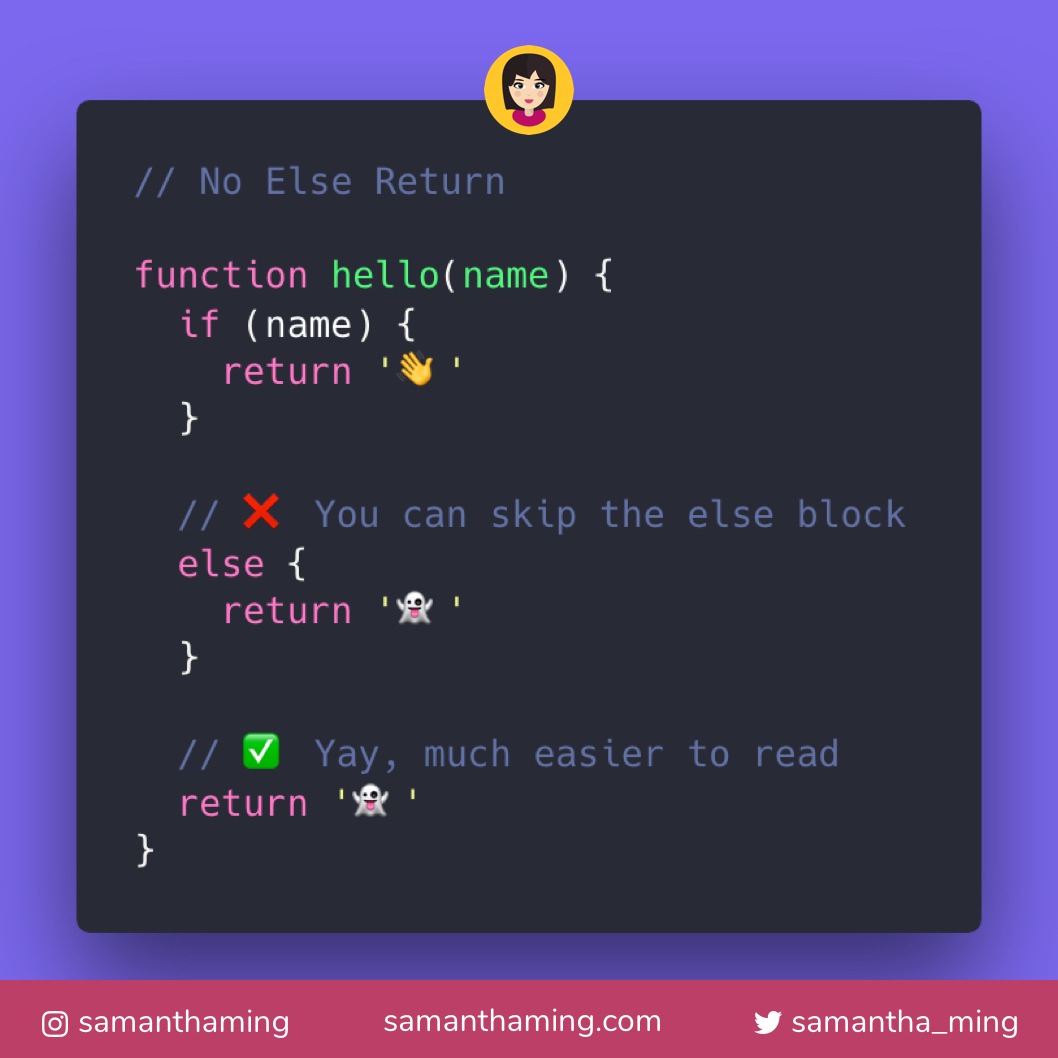 // No Else Return
function hello(name) {
  if (name) {
    return '👋 '
  }
  // ❌ You can skip the else block
  else {
    return '👻 '
  }
  // ✅ Yay, much easier to read
  return '👻 '
}
samanthaming
samanthaming.com
samantha_ming